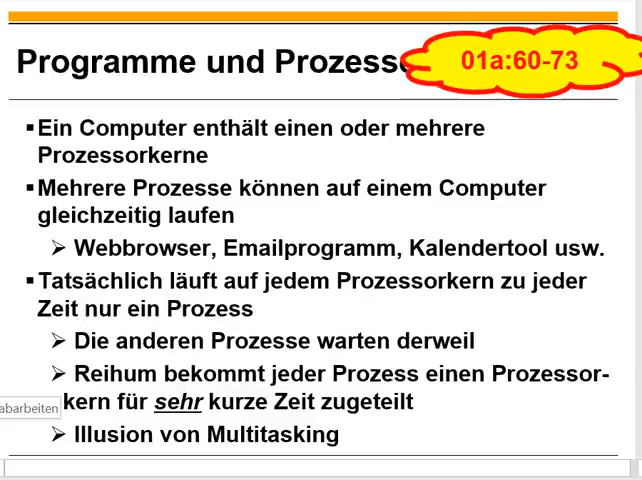 Programme und Prozesse
01a:60-73
▪Ein Computer enthält einen oder mehrere
Prozessorkerne
▪Mehrere Prozesse können auf einem Computer
gleichzeitig laufen
➢ Webbrowser, Emailprogramm, Kalendertool usw.
▪Tatsächlich läuft auf jedem Prozessorkern zu jeder
Zeit nur ein Prozess
➢ Die anderen Prozesse warten derweil
➢ Reihum bekommt jeder Prozess einen Prozessor-
abarbeiten
kern für sehr kurze Zeit zugeteilt
➢ Illusion von Multitasking